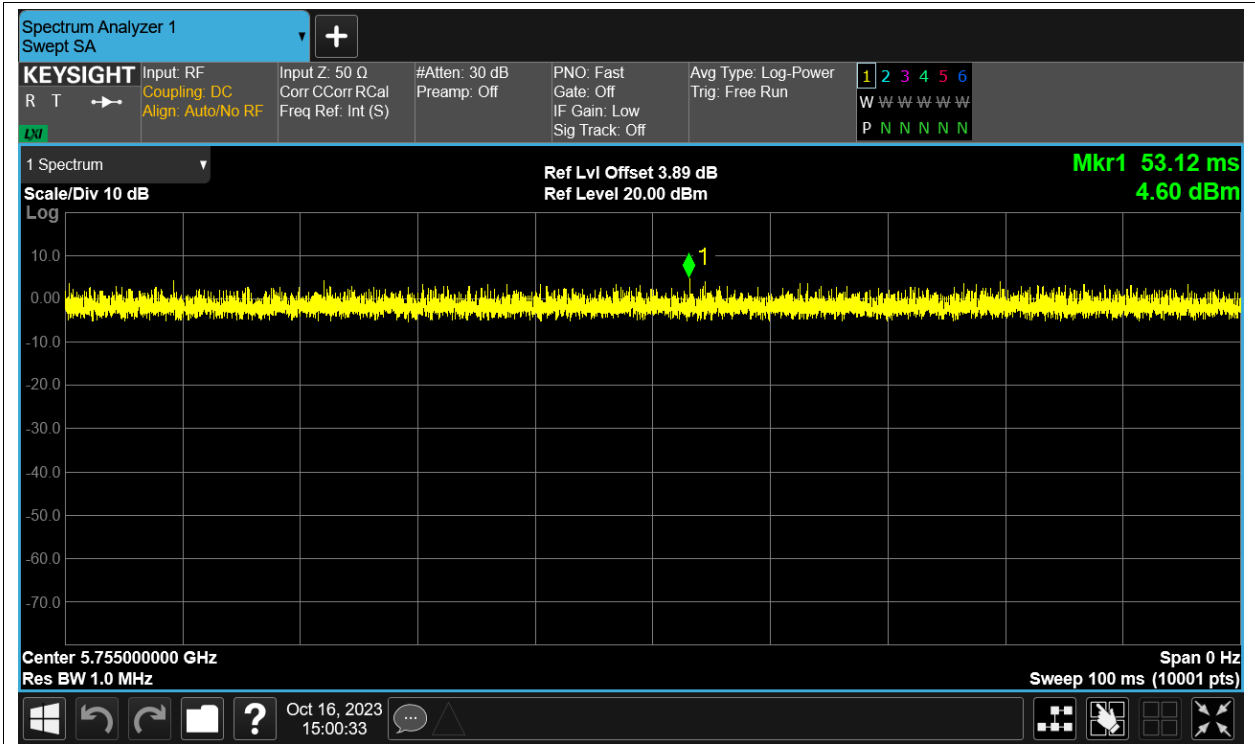 Spectrum Analyzer 1
Swept SA
+
KEYSIGHT
R T
LXI
Input: RF
Coupling: DC
Align: Auto/No RF
Input Z: 50 Ω
Corr CCorr RCal
Freq Ref: Int (S)
#Atten: 30 dB
Preamp: Off
PNO: Fast
Gate: Off
IF Gain: Low
Sig Track: Off
Avg Type: Log-Power
Trig: Free Run
1 2 3 4 5 6
W W W W W W
P N N N N N
1 Spectrum
Scale/Div 10 dB
Log
Ref Lvl Offset 3.89 dB
Ref Level 20.00 dBm
Mkr1 53.12 ms
4.60 dBm
1
10.0
0.00
-10.0
-20.0
-30.0
-40.0
-50.0
-60.0
-70.0
Center 5.755000000 GHz
Res BW 1.0 MHz
Span 0 Hz
Sweep 100 ms (10001 pts)
?
Oct 16, 2023
15:00:33